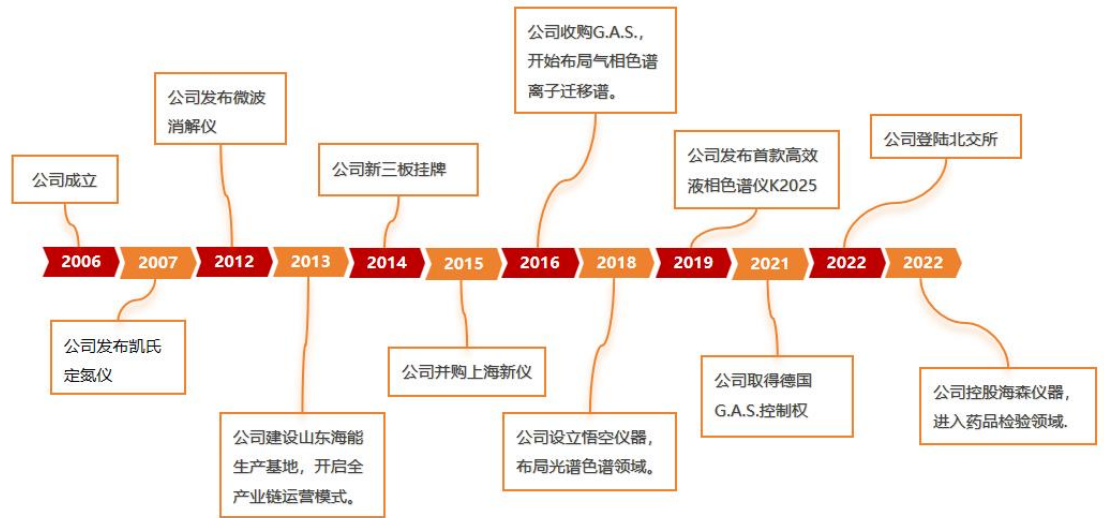 公司收购G.A.S.，
开始布局气相色谱
离子迁移谱。
公司发布微波
消解仪
公司登陆北交所
公司发布首款高效
液相色谱仪K2025
公司新三板挂牌
公司成立
2006 2007 2012 2013 2014 2015 2016 2018 2019 2021 2022 2022
公司发布凯氏
定氮仪
公司并购上海新仪
公司取得德国
G.A.S.控制权
公司控股海森仪器，
进入药品检验领域.
公司建设山东海能
生产基地，开启全
产业链运营模式。
公司设立悟空仪器，
布局光谱色谱领域。